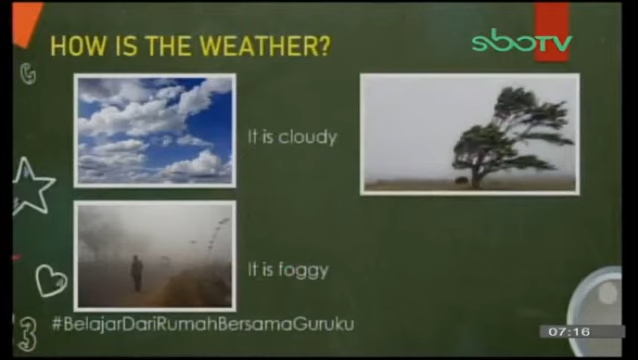 HOW IS THE WEATHER?
sboTV
It is cloudy
It is foggy
#BelajarDariRumahBersamaGuruku
07:16